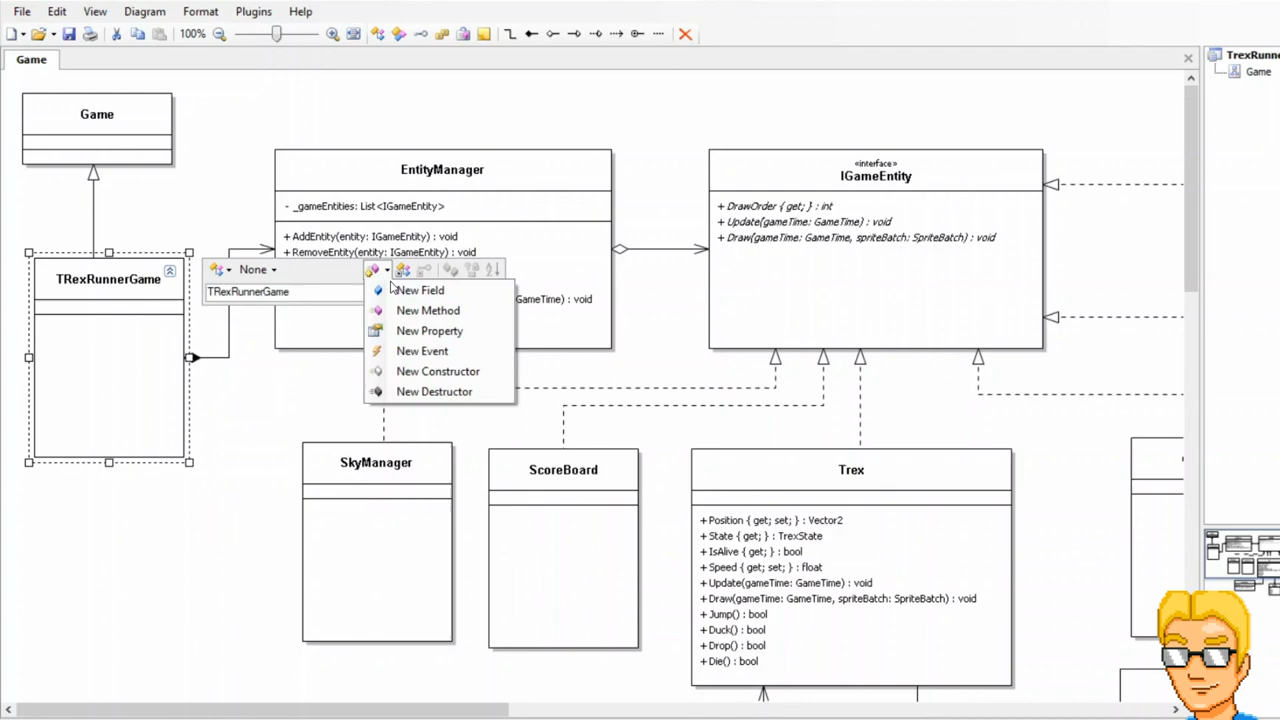 File Edit View Diagram Format Plugins Help
100%
Game
TrexRunne
Game
Game
EntityManager
- _gameEntities: List<IGameEntity>
+ AddEntity(entity: IGameEntity) : void
+ RemoveEntity(entity: IGameEntity) : void
GameTime) : void
«interface»
IGameEntity
+ DrawOrder { get; } : int
+ Update(gameTime: GameTime) : void
+ Draw(gameTime: GameTime, spriteBatch: SpriteBatch) : void
TRexRunnerGame
None
TRexRunnerGame
New Field
New Method
New Property
New Event
New Constructor
New Destructor
SkyManager
ScoreBoard
Trex
+ Position { get; set; } : Vector2
+ State { get; } : TrexState
+ IsAlive { get; } : bool
+ Speed { get; set; } : float
+ Update(gameTime: GameTime) : void
+ Draw(gameTime: GameTime, spriteBatch: SpriteBatch) : void
+ Jump() : bool
+ Duck() : bool
+ Drop() : bool
+ Die() : bool